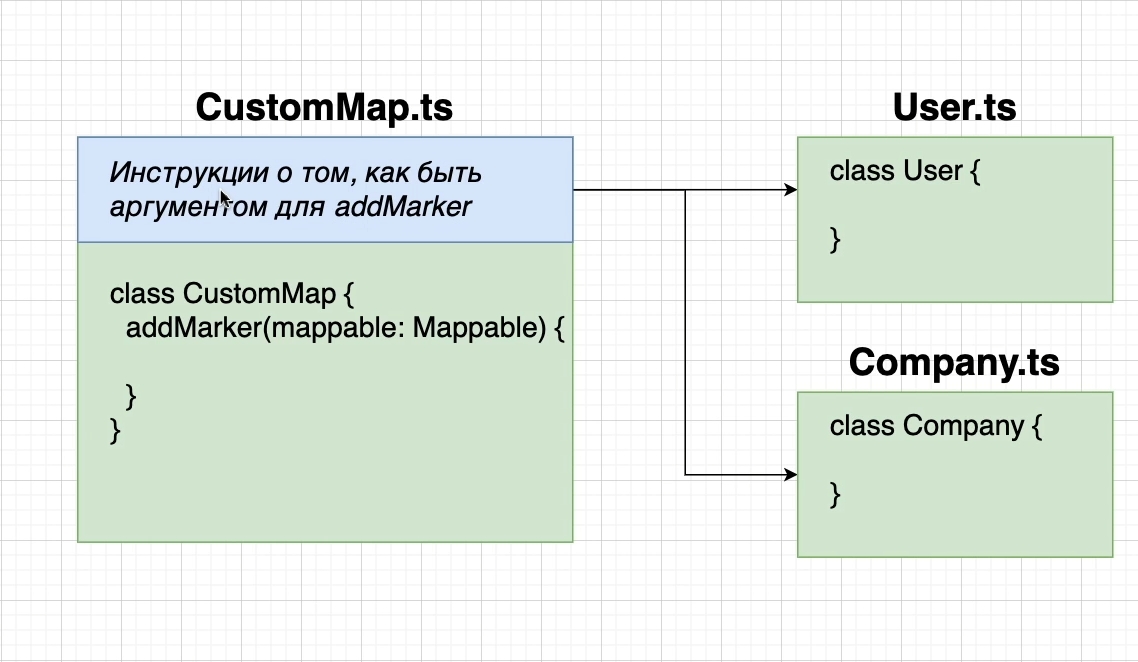 CustomMap.ts
Инструкции о том, как быть
аргументом для addMarker
class CustomMap {
addMarker(mappable: Mappable) {
}
}
User.ts
class User {
}
Company.ts
class Company {
}